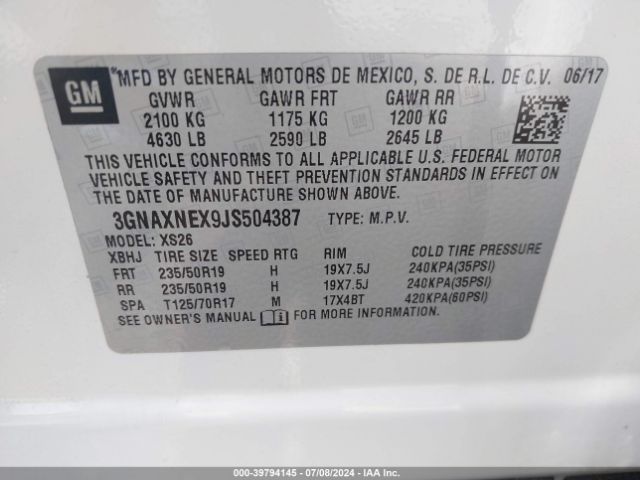 GM
*MFD BY GENERAL MOTORS DE MEXICO, S. DE R.L. DE C.V. 06/17
GVWR GAWR FRT GAWR RR
2100 KG 1175 KG 1200 KG
4630 LB 2590 LB 2645 LB
THIS VEHICLE CONFORMS TO ALL APPLICABLE U.S. FEDERAL MOTOR
VEHICLE SAFETY AND THEFT PREVENTION STANDARDS IN EFFECT ON
THE DATE OF MANUFACTURE SHOWN ABOVE.
3GNAXNEX9JS504387 TYPE: M.P.V.
MODEL: XS26
XBHJ TIRE SIZE SPEED RTG RIM COLD TIRE PRESSURE
FRT 235/50R19 H 19X7.5J 240KPA(35PSI)
RR 235/50R19 H 19X7.5J 240KPA(35PSI)
SPA T125/70R17 M 17X4BT 420KPA(60PSI)
SEE OWNER'S MANUAL FOR MORE INFORMATION
000-39794145 - 07/08/2024 - IAAI.com